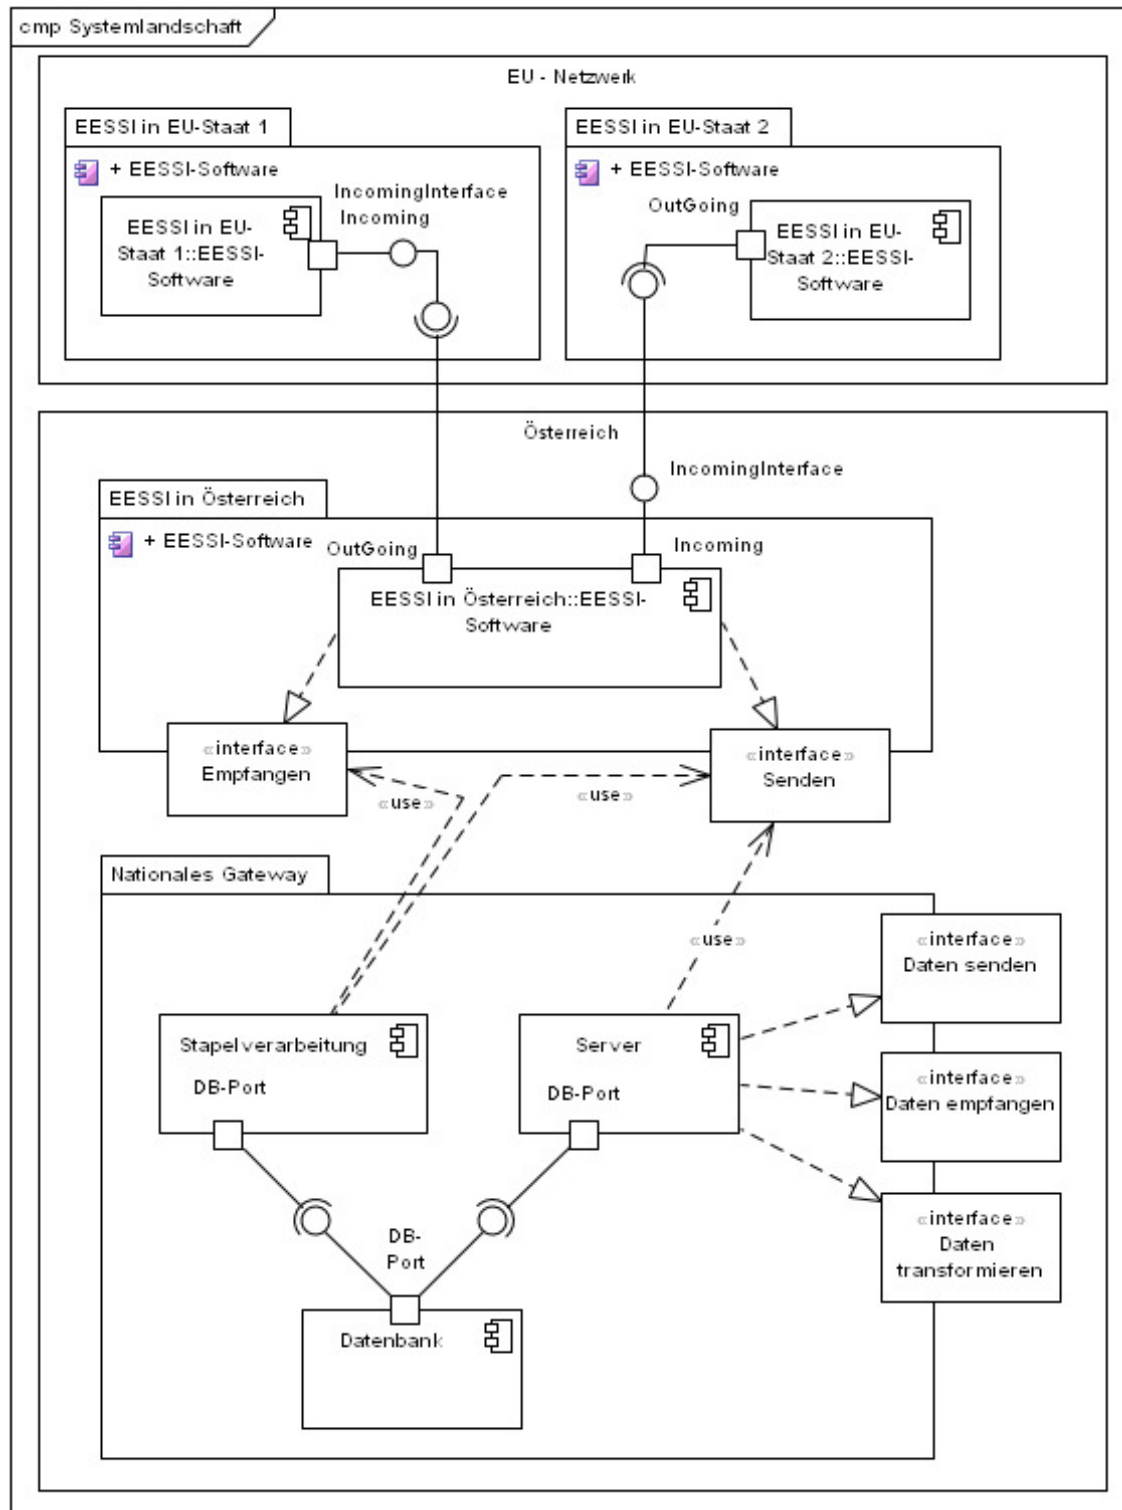 cmp Systemlandschaft
EU - Netzwerk
EESSI in EU-Staat 1
+ EESSI-Software
IncomingInterface
Incoming
EESSI in EU-
Staat 1::EESSI-
Software
EESSI in EU-Staat 2
+ EESSI-Software
OutGoing
EESSI in EU-
Staat 2::EESSI-
Software
Österreich
IncomingInterface
EESSI in Österreich
+ EESSI-Software
OutGoing
Incoming
EESSI in Österreich::EESSI-
Software
«interface»
Empfangen
«interface»
Senden
«use»
«use»
Nationales Gateway
«use»
«interface»
Daten senden
Stapelverarbeitung
DB-Port
Server
DB-Port
«interface»
Daten empfangen
«interface»
Daten
transformieren
DB-
Port
Datenbank